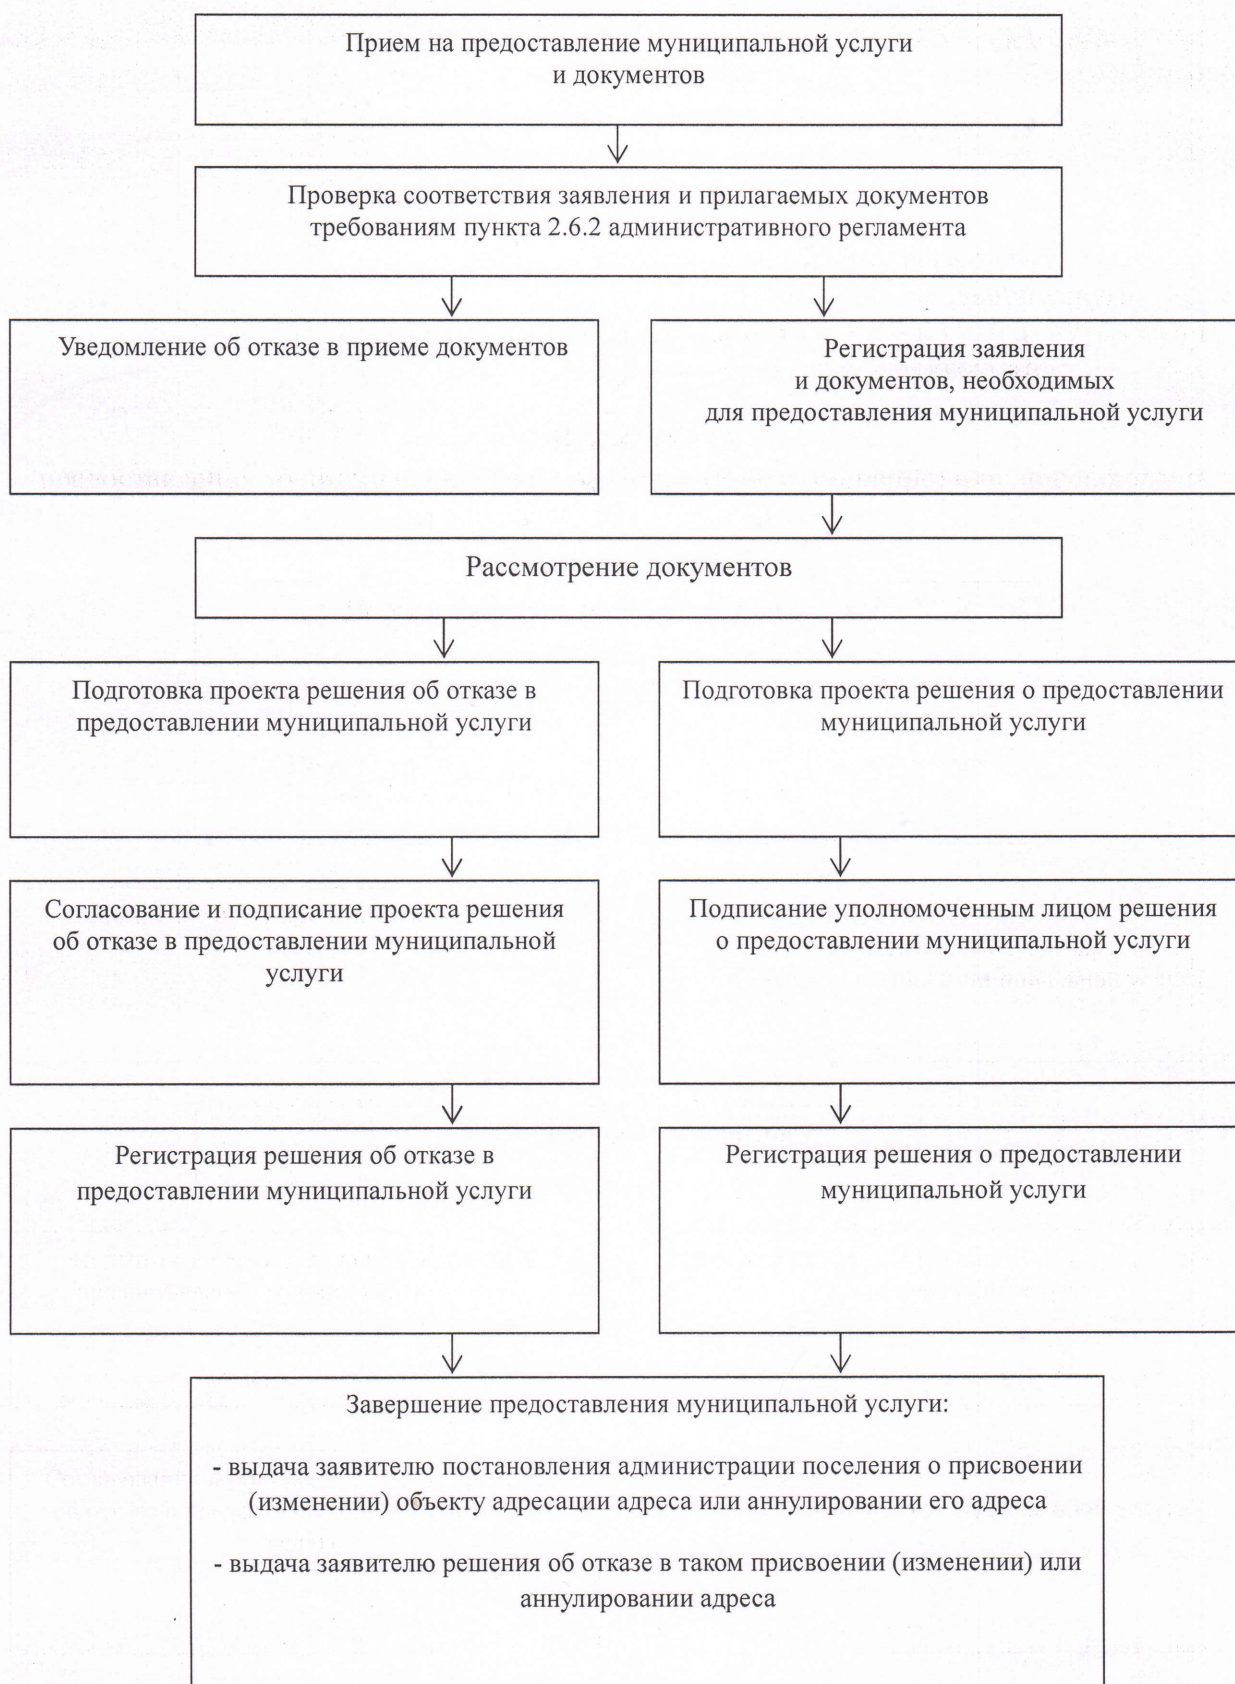 Прием на предоставление муниципальной услуги
и документов
Проверка соответствия заявления и прилагаемых документов
требованиям пункта 2.6.2 административного регламента
Уведомление об отказе в приеме документов
Регистрация заявления
и документов, необходимых
для предоставления муниципальной услуги
Рассмотрение документов
Подготовка проекта решения об отказе в
предоставлении муниципальной услуги
Подготовка проекта решения о предоставлении
муниципальной услуги
Согласование и подписание проекта решения
об отказе в предоставлении муниципальной
услуги
Подписание уполномоченным лицом решения
о предоставлении муниципальной услуги
Регистрация решения об отказе в
предоставлении муниципальной услуги
Регистрация решения о предоставлении
муниципальной услуги
Завершение предоставления муниципальной услуги:
- выдача заявителю постановления администрации поселения о присвоении
(изменении) объекту адресации адреса или аннулировании его адреса
- выдача заявителю решения об отказе в таком присвоении (изменении) или
аннулировании адреса